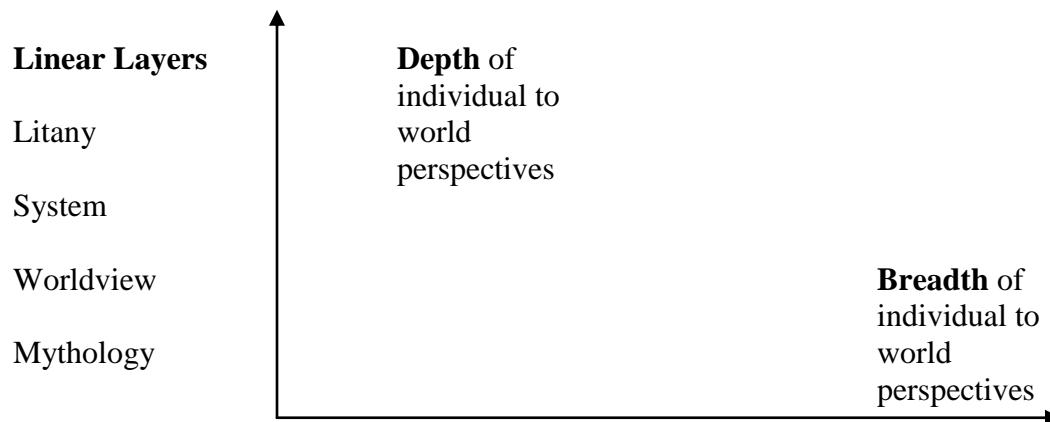 Linear Layers
Litany
System
Worldview
Mythology
Depth of
individual to
world
perspectives
Breadth of
individual to
world
perspectives